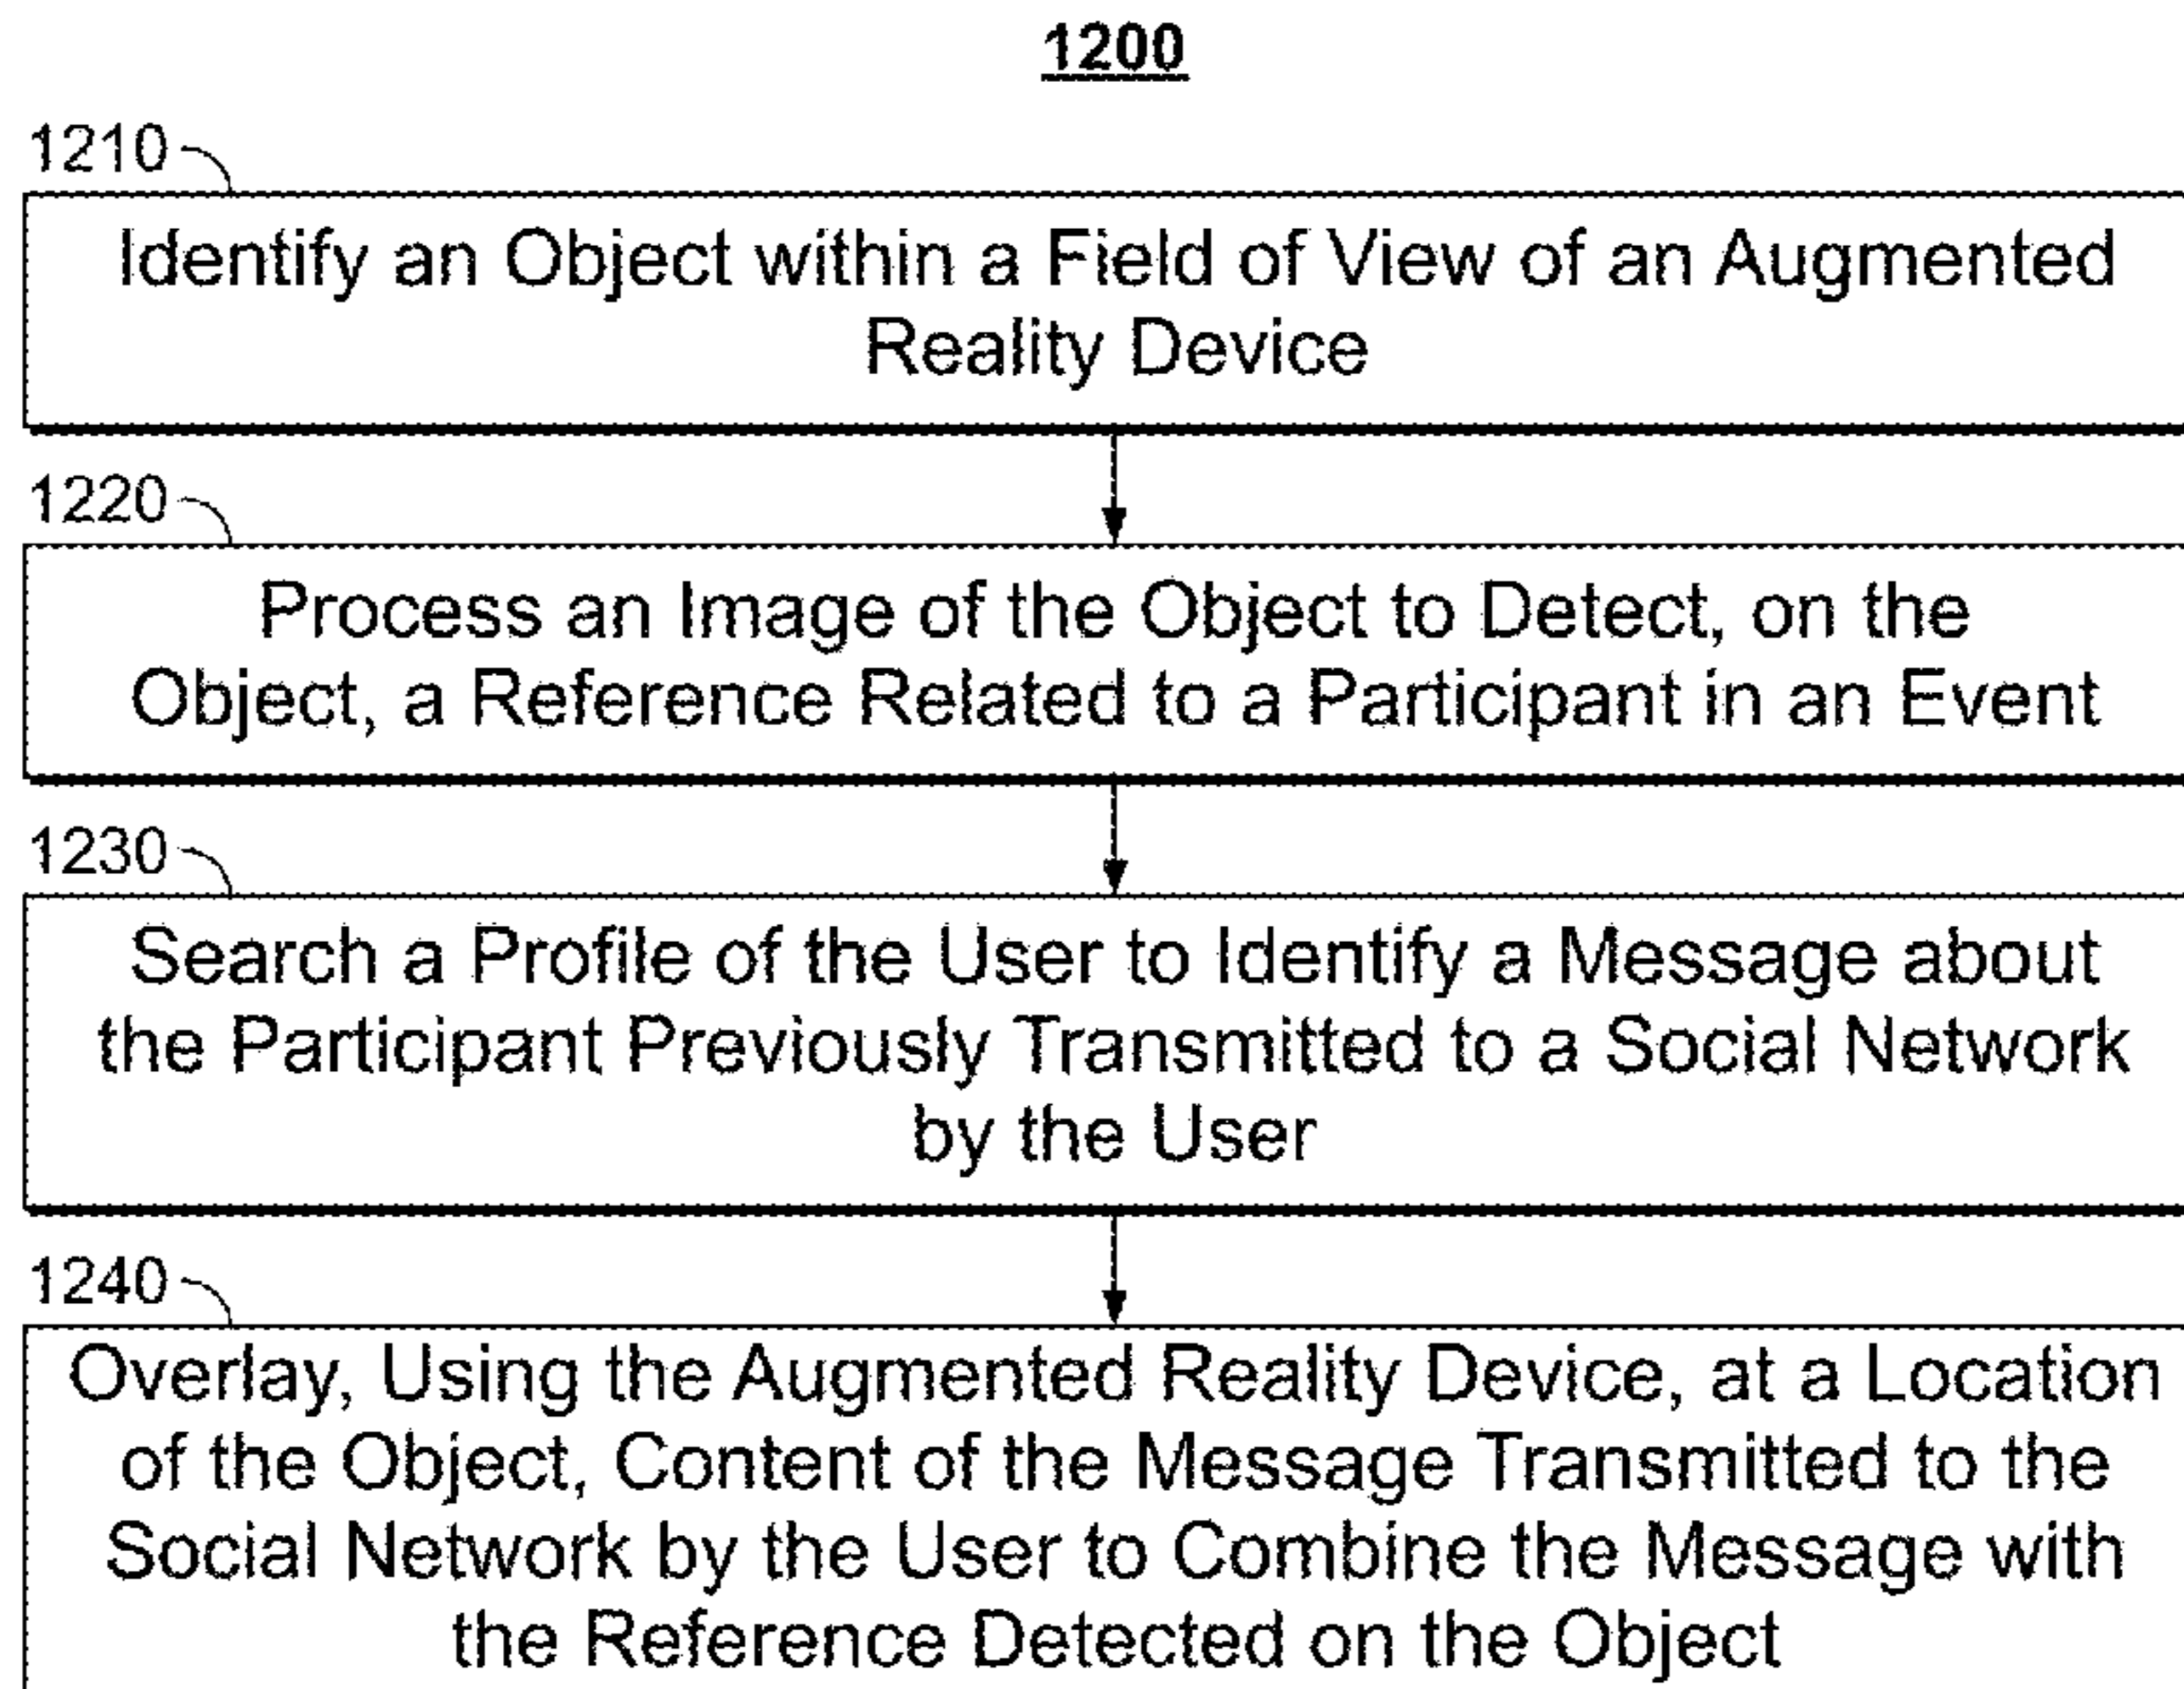 1200
1210
Identify an Object within a Field of View of an Augmented
Reality Device
1220
Process an Image of the Object to Detect, on the
Object, a Reference Related to a Participant in an Event
1230
Search a Profile of the User to Identify a Message about
the Participant Previously Transmitted to a Social Network
by the User
1240
Overlay, Using the Augmented Reality Device, at a Location
of the Object, Content of the Message Transmitted to the
Social Network by the User to Combine the Message with
the Reference Detected on the Object